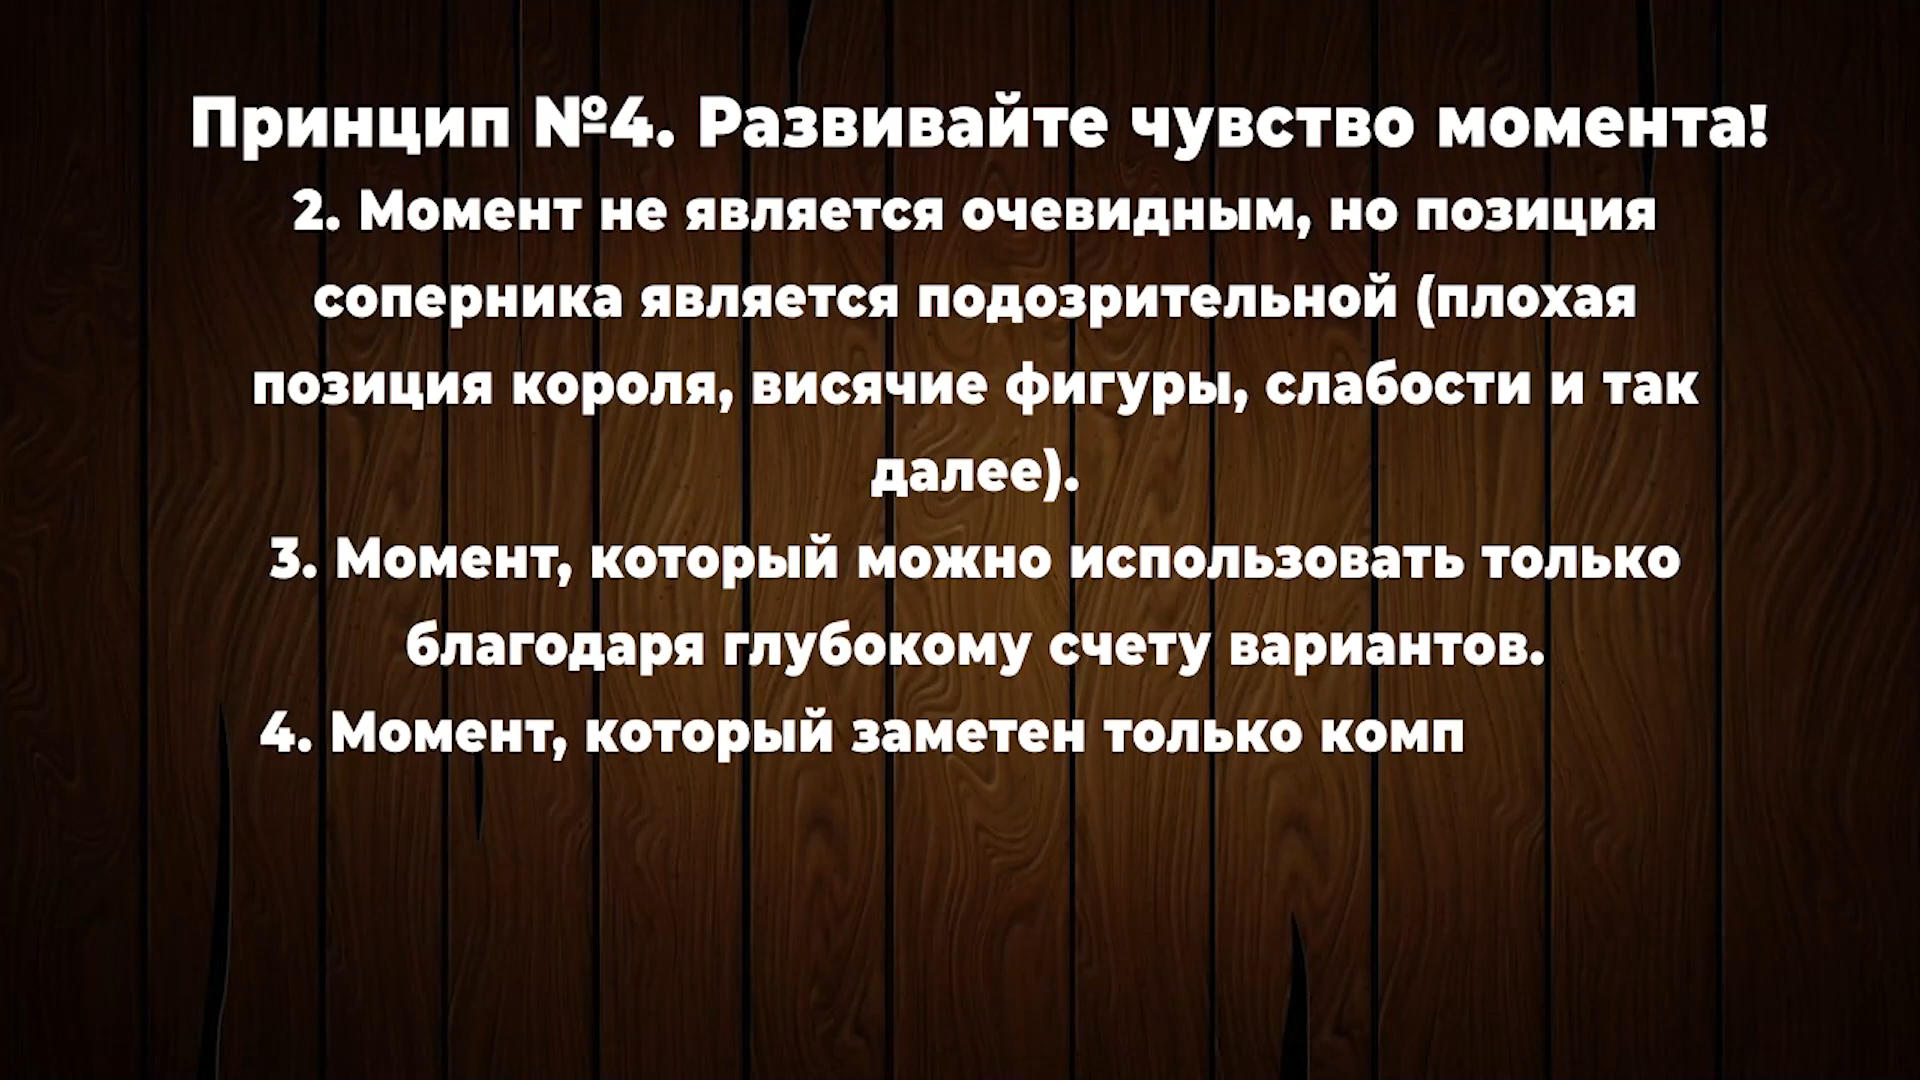 Принцип №4. Развивайте чувство момента!
2. Момент не является очевидным, но позиция
соперника является подозрительной (плохая
позиция короля, висячие фигуры, слабости и так
далее).
3. Момент, который можно использовать только
благодаря глубокому счету вариантов.
4. Момент, который заметен только комп